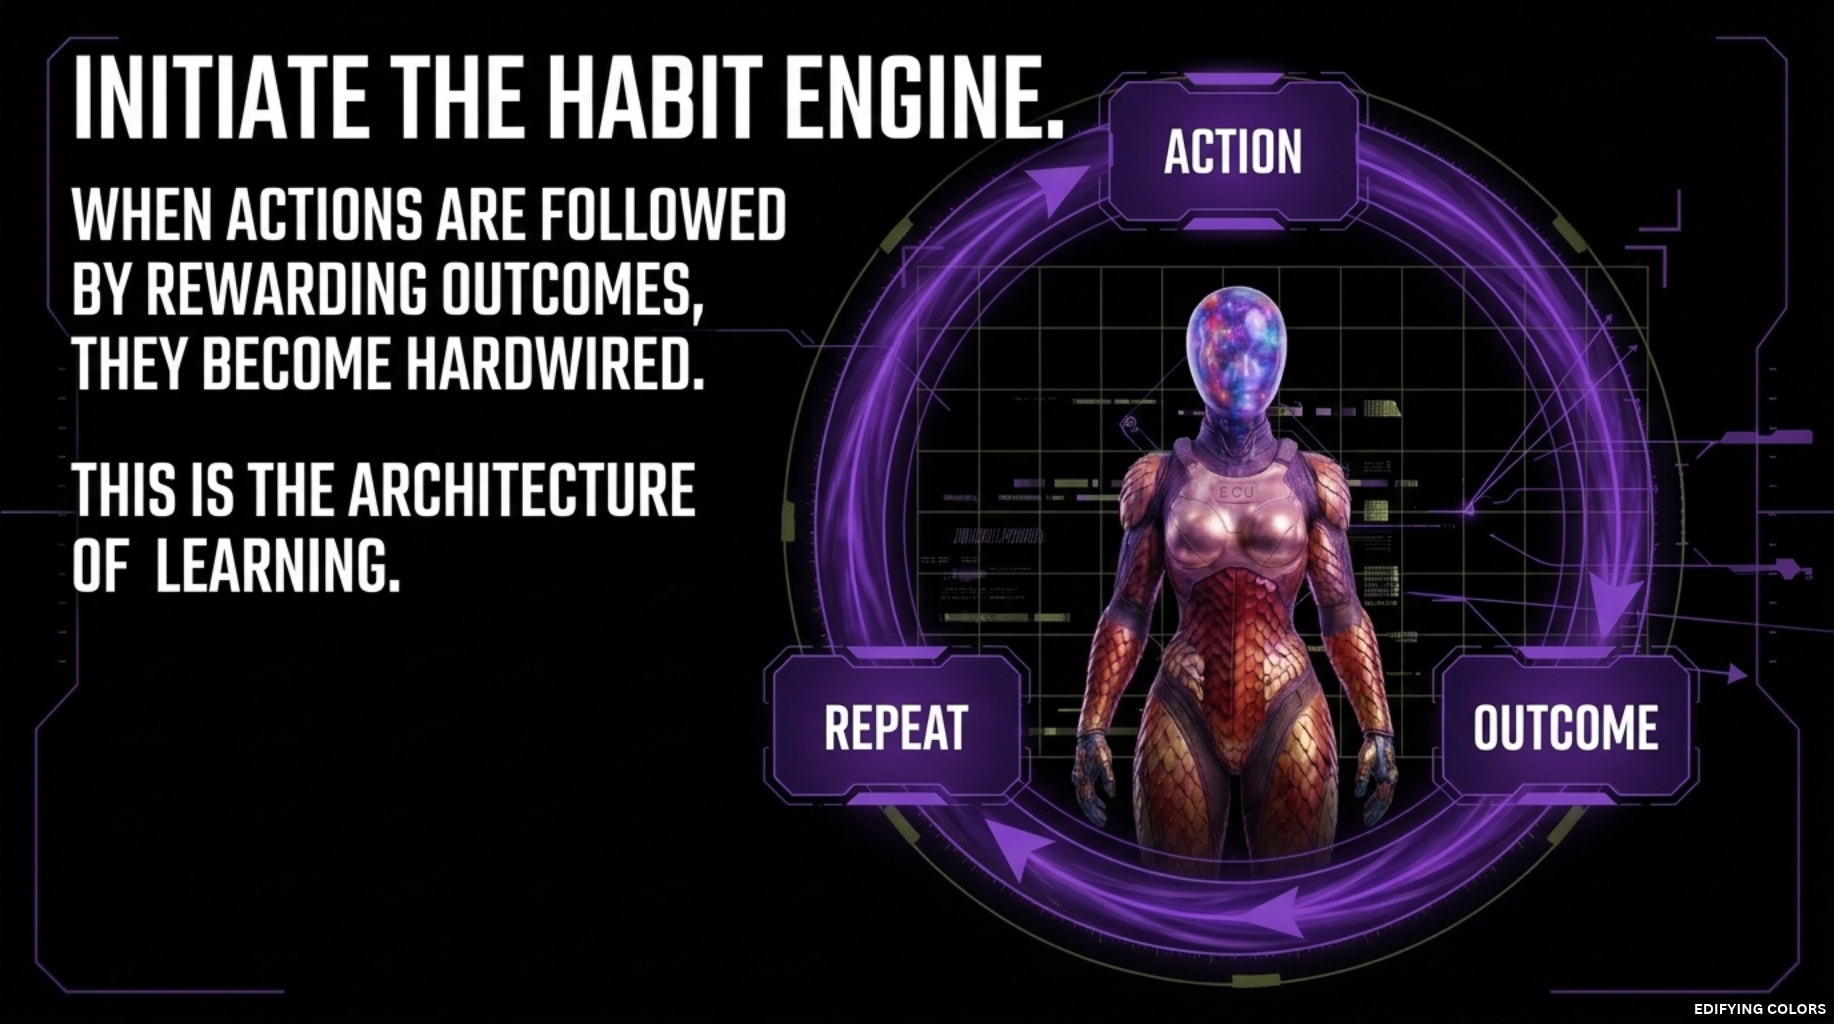 INITIATE THE HABIT ENGINE.
WHEN ACTIONS ARE FOLLOWED
BY REWARDING OUTCOMES,
THEY BECOME HARDWIRED.
THIS IS THE ARCHITECTURE
OF LEARNING.
ACTION
ECU
REPEAT
OUTCOME
EDIFYING COLORS